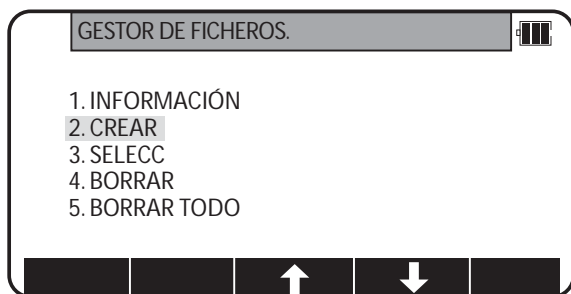 GESTOR DE FICHEROS.
1. INFORMACIÓN
2. CREAR
3. SELECC
4. BORRAR
5. BORRAR TODO